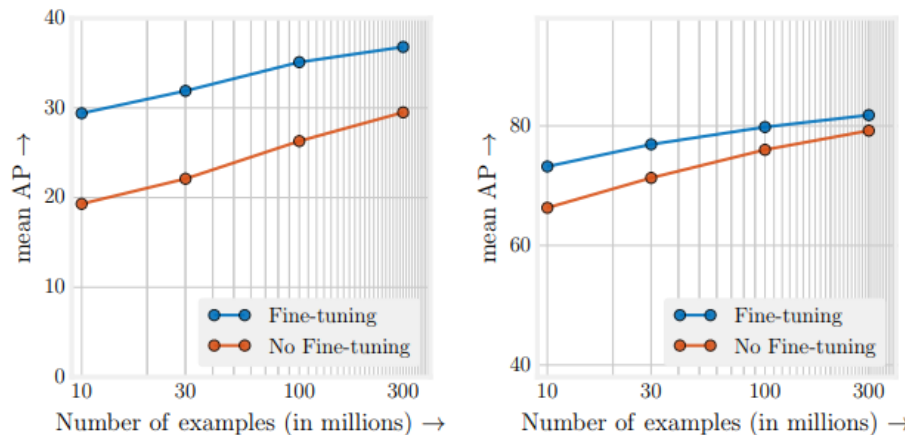 40
30
20
10
0
mean AP →
10 30 100 300
Number of examples (in millions) →
Fine-tuning
No Fine-tuning
80
60
40
mean AP →
10 30 100 300
Number of examples (in millions) →
Fine-tuning
No Fine-tuning